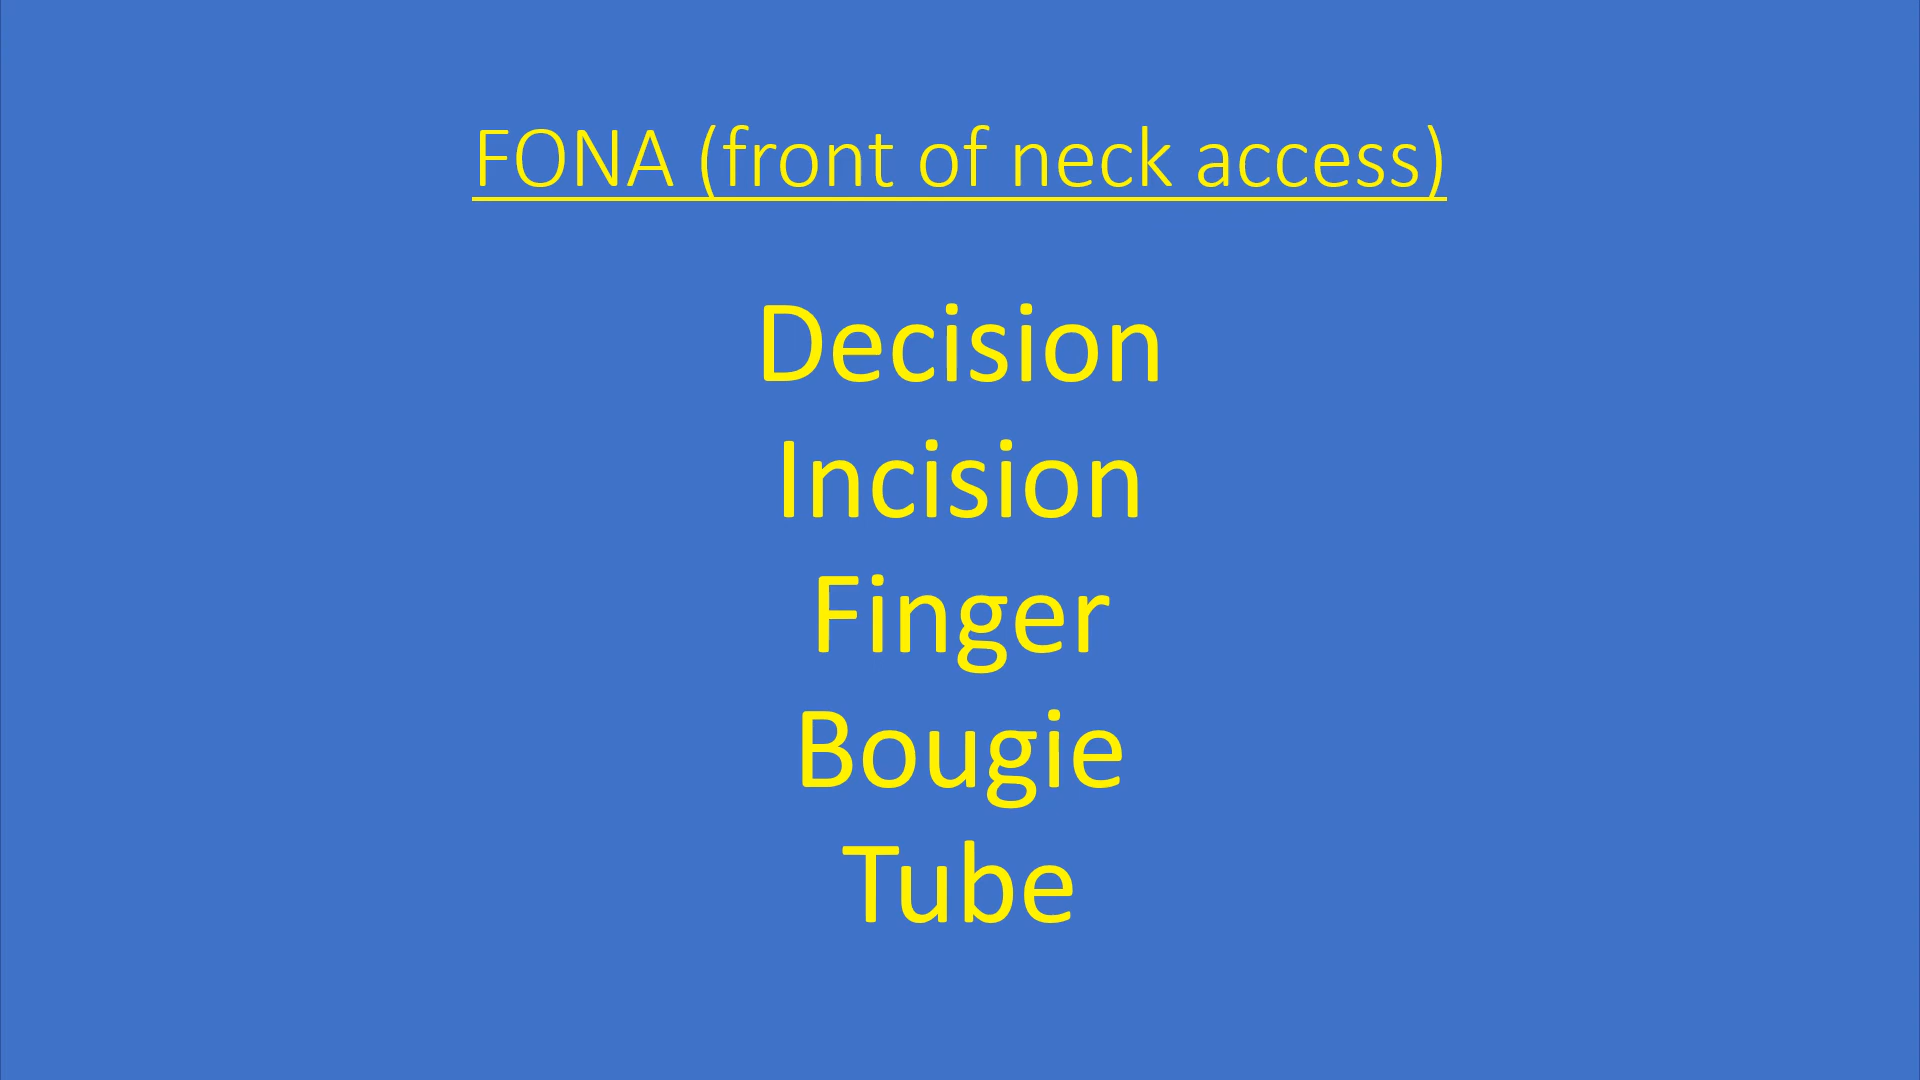 FONA (front of neck access)
Decision
Incision
Finger
Bougie
Tube